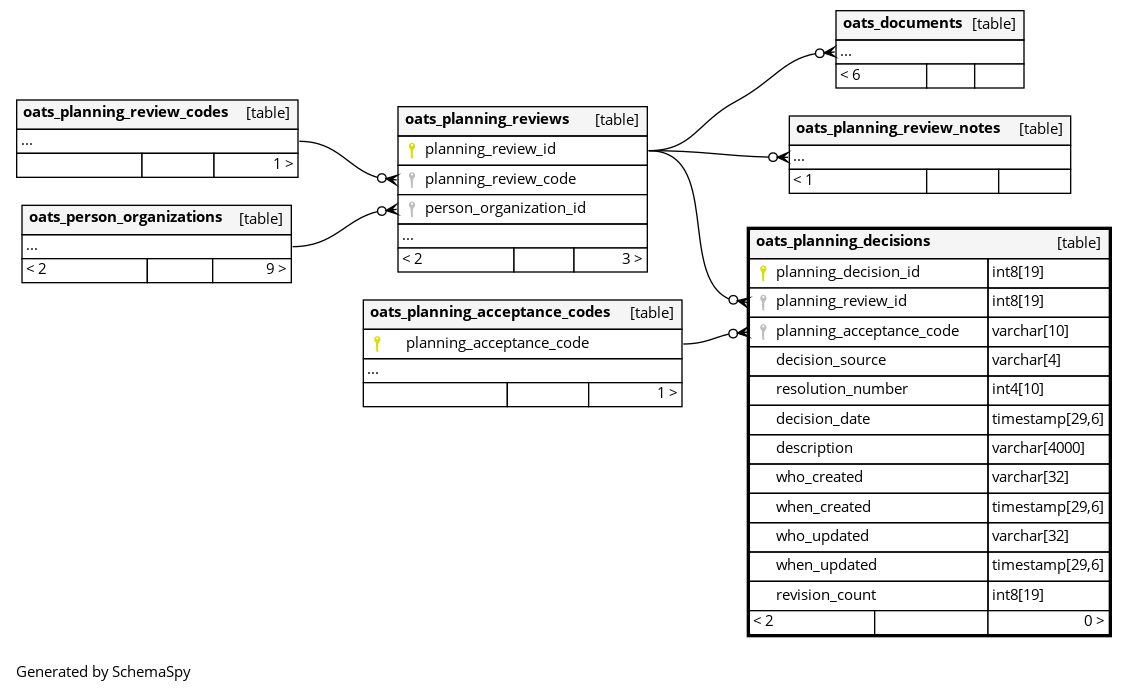 oats_documents [table]
...
< 6
oats_planning_review_codes [table]
...
1 >
oats_planning_reviews [table]
planning_review_id
planning_review_code
person_organization_id
...
< 2 3 >
oats_planning_review_notes [table]
...
< 1
oats_person_organizations [table]
...
< 2 9 >
oats_planning_acceptance_codes [table]
planning_acceptance_code
...
1 >
oats_planning_decisions [table]
planning_decision_id int8[19]
planning_review_id int8[19]
planning_acceptance_code varchar[10]
decision_source varchar[4]
resolution_number int4[10]
decision_date timestamp[29,6]
description varchar[4000]
who_created varchar[32]
when_created timestamp[29,6]
who_updated varchar[32]
when_updated timestamp[29,6]
revision_count int8[19]
< 2 0 >
Generated by SchemaSpy